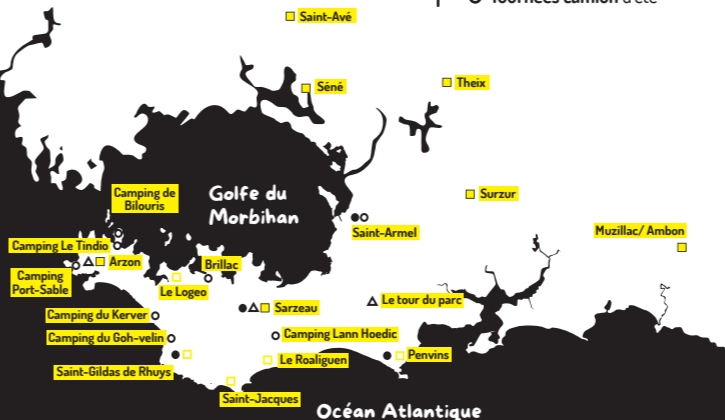 Tournées camion d'été
Saint-Avé
Séné
Theix
Camping de
Bilouris
Golfe du
Morbihan
Surzur
Saint-Armel
Muzillac/ Ambon
Camping Le Tindio
Arzon
Brillac
Camping
Port-Sable
Le Logeo
Le tour du parc
Camping du Kerver
Sarzeau
Camping du Goh-velin
Camping Lann Hoedic
Saint-Gildas de Rhuys
Le Roaliguen
Penvins
Saint-Jacques
Océan Atlantique